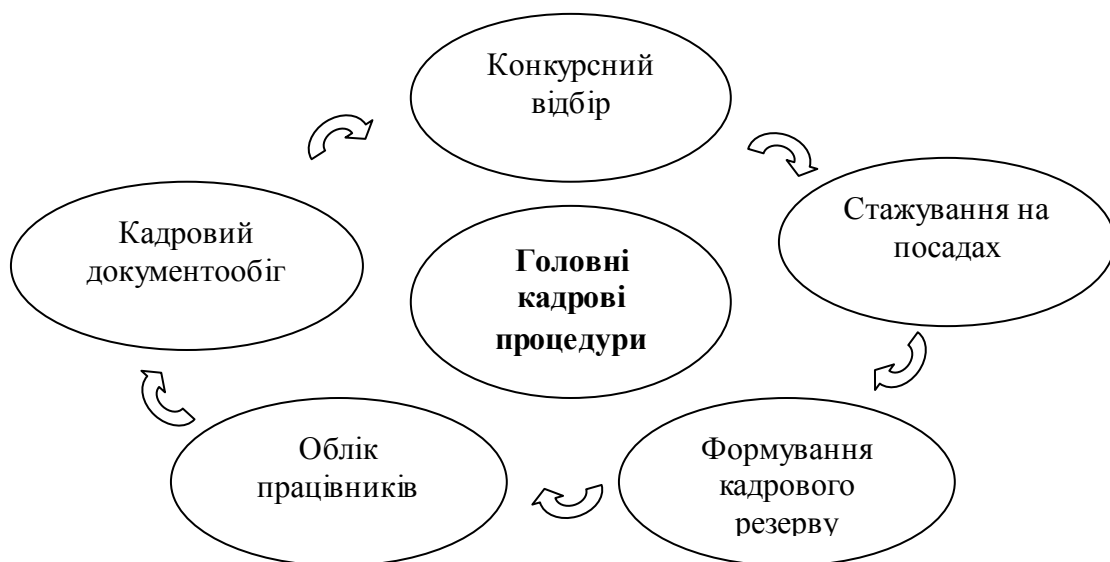 Конкурсний
відбір
Стажування на
посадах
Кадровий
документообіг
Головні
кадрові
процедури
Облік
працівників
Формування
кадрового
резерву